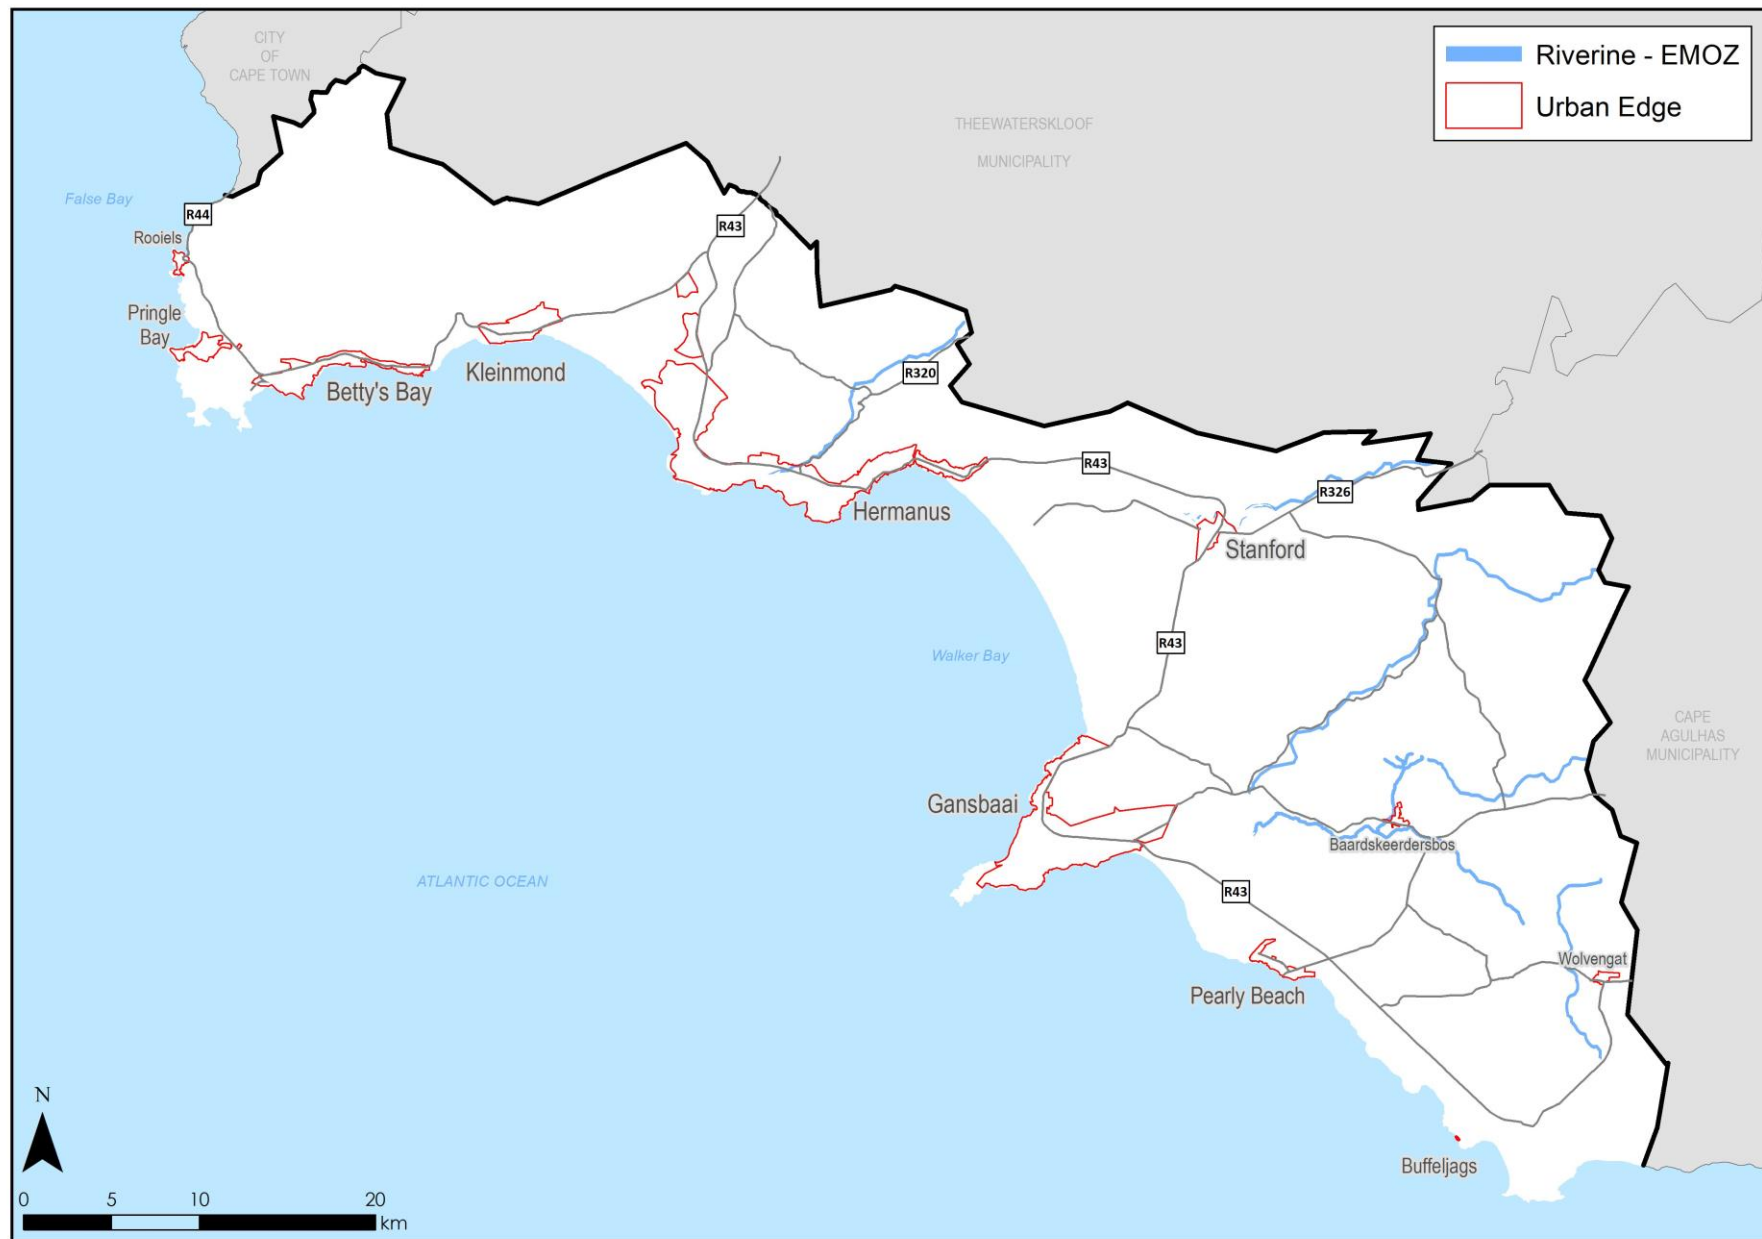 CITY
OF
CAPE TOWN
Riverine - EMOZ
Urban Edge
THEEWATERSKLOOF
MUNICIPALITY
False Bay
R44
R43
Rooiels
Pringle
Bay
R320
Kleinmond
Betty's Bay
R43
R326
Hermanus
Stanford
R43
Walker Bay
CAPE
AGULHAS
MUNICIPALITY
Gansbaai
Baardskeerdersbos
ATLANTIC OCEAN
R43
Wolvengat
Pearly Beach
N
Buffeljags
0 5 10 20
km